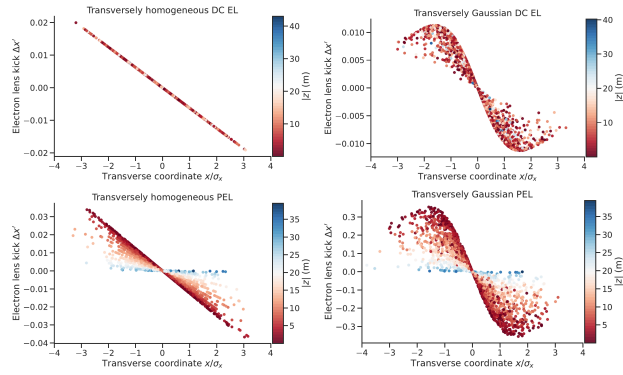 Transversely homogeneous DC EL
Electron lens kick Δx′
0.02
0.01
0.00
−0.01
−0.02
−4 −3 −2 −1 0 1 2 3 4
Transverse coordinate x/σx
40
30
20
10
|z| (m)
Transversely Gaussian DC EL
Electron lens kick Δx′
0.010
0.005
0.000
−0.005
−0.010
−4 −3 −2 −1 0 1 2 3 4
Transverse coordinate x/σx
40
30
20
10
|z| (m)
Transversely homogeneous PEL
Electron lens kick Δx′
0.03
0.02
0.01
0.00
−0.01
−0.02
−0.03
−0.04
−4 −3 −2 −1 0 1 2 3 4
Transverse coordinate x/σx
35
30
25
20
15
10
5
|z| (m)
Transversely Gaussian PEL
Electron lens kick Δx′
0.3
0.2
0.1
0.0
−0.1
−0.2
−0.3
−4 −3 −2 −1 0 1 2 3 4
Transverse coordinate x/σx
35
30
25
20
15
10
5
|z| (m)